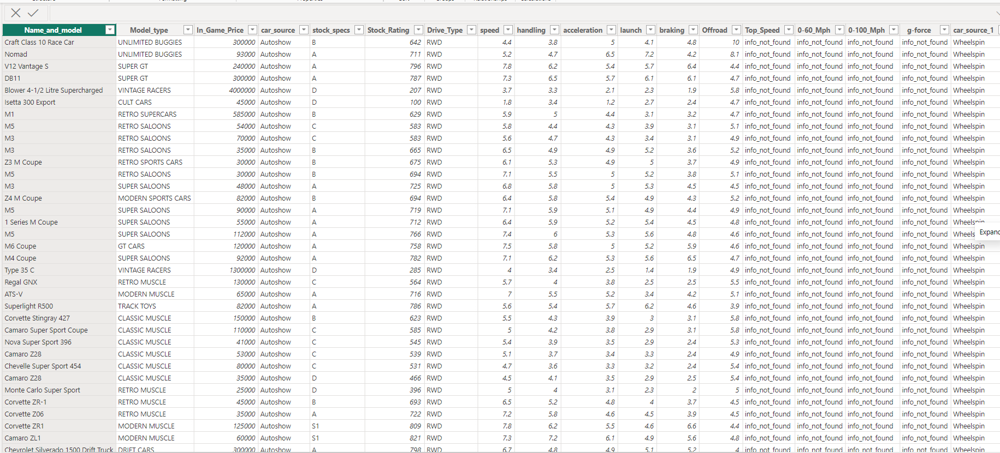 Name_and_model Model_type In_Game_Price car_source stock_specs Stock_Rating Drive_Type speed handling acceleration launch braking Offroad Top_Speed 0-60_Mph 0-100_Mph g-force car_source_1
Craft Class 10 Race Car UNLIMITED BUGGIES 300000 Autoshow B 642 RWD 4.4 3.8 5 4.1 4.8 10 info_not_found info_not_found info_not_found info_not_found Wheelspin
Nomad UNLIMITED BUGGIES 93000 Autoshow A 711 RWD 5.2 4.7 6.5 7.2 4.2 8.1 info_not_found info_not_found info_not_found info_not_found Wheelspin
V12 Vantage S SUPER GT 240000 Autoshow A 796 RWD 7.8 6.2 5.4 5.7 6.4 4.4 info_not_found info_not_found info_not_found info_not_found Wheelspin
DB11 SUPER GT 300000 Autoshow A 787 RWD 7.3 6.5 5.7 6.1 6.1 4.7 info_not_found info_not_found info_not_found info_not_found Wheelspin
Blower 4-1/2 Litre Supercharged VINTAGE RACERS 4000000 Autoshow D 207 RWD 3.7 3.3 2.1 2.3 1.9 5.8 info_not_found info_not_found info_not_found info_not_found Wheelspin
Isetta 300 Export CULT CARS 45000 Autoshow D 100 RWD 1.8 3.4 1.2 2.7 2.4 4.7 info_not_found info_not_found info_not_found info_not_found Wheelspin
M1 RETRO SUPERCARS 585000 Autoshow B 629 RWD 5.9 5 4.4 3.1 3.2 4.7 info_not_found info_not_found info_not_found info_not_found Wheelspin
M5 RETRO SALOONS 54000 Autoshow C 583 RWD 5.8 4.4 4.3 3.9 3.1 5.1 info_not_found info_not_found info_not_found info_not_found Wheelspin
M3 RETRO SALOONS 70000 Autoshow C 583 RWD 5.6 4.7 4.3 3.4 3.1 4.9 info_not_found info_not_found info_not_found info_not_found Wheelspin
M3 RETRO SALOONS 35000 Autoshow B 665 RWD 6.5 4.9 4.9 5.2 3.6 5.2 info_not_found info_not_found info_not_found info_not_found Wheelspin
Z3 M Coupe RETRO SPORTS CARS 30000 Autoshow B 675 RWD 6.1 5.3 4.9 5 3.7 4.9 info_not_found info_not_found info_not_found info_not_found Wheelspin
M5 RETRO SALOONS 30000 Autoshow B 694 RWD 7.1 5.5 5 5.2 3.8 5.1 info_not_found info_not_found info_not_found info_not_found Wheelspin
M3 SUPER SALOONS 48000 Autoshow A 725 RWD 6.8 5.8 5 5.3 4.5 4.5 info_not_found info_not_found info_not_found info_not_found Wheelspin
Z4 M Coupe MODERN SPORTS CARS 82000 Autoshow B 694 RWD 6.4 5.8 5.4 4.9 4.3 5.2 info_not_found info_not_found info_not_found info_not_found Wheelspin
M5 SUPER SALOONS 90000 Autoshow A 719 RWD 7.1 5.9 5.1 4.9 4.4 4.9 info_not_found info_not_found info_not_found info_not_found Wheelspin
1 Series M Coupe SUPER SALOONS 55000 Autoshow A 712 RWD 6.4 5.9 5.2 5.4 4.5 4.8 info_not_found info_not_found info_not_found info_not_found Wheelspin
M5 SUPER SALOONS 112000 Autoshow A 766 RWD 7.4 6 5.3 5.6 4.8 4.6 info_not_found info_not_found info_not_found info_not_found Wheels Expand
M6 Coupe GT CARS 120000 Autoshow A 758 RWD 7.5 5.8 5 5.2 5.9 4.6 info_not_found info_not_found info_not_found info_not_found Wheelspin
M4 Coupe SUPER SALOONS 92000 Autoshow A 782 RWD 7.1 6.2 5.3 5.6 6.5 4.7 info_not_found info_not_found info_not_found info_not_found Wheelspin
Type 35 C VINTAGE RACERS 1300000 Autoshow D 285 RWD 4 3.4 2.5 1.4 1.9 4.9 info_not_found info_not_found info_not_found info_not_found Wheelspin
Regal GNX RETRO MUSCLE 130000 Autoshow C 564 RWD 5.7 4 3.8 2.5 2.5 5.5 info_not_found info_not_found info_not_found info_not_found Wheelspin
ATS-V MODERN MUSCLE 65000 Autoshow A 716 RWD 7 5.5 5.2 3.4 4.2 5.1 info_not_found info_not_found info_not_found info_not_found Wheelspin
Superlight R500 TRACK TOYS 82000 Autoshow A 786 RWD 5.6 5.4 5.7 6.2 4.6 3.9 info_not_found info_not_found info_not_found info_not_found Wheelspin
Corvette Stingray 427 CLASSIC MUSCLE 150000 Autoshow B 623 RWD 5.5 4.3 3.9 3 3.1 5.8 info_not_found info_not_found info_not_found info_not_found Wheelspin
Camaro Super Sport Coupe CLASSIC MUSCLE 110000 Autoshow C 585 RWD 5 4.2 3.8 2.9 3.1 5.8 info_not_found info_not_found info_not_found info_not_found Wheelspin
Nova Super Sport 396 CLASSIC MUSCLE 41000 Autoshow C 545 RWD 5.4 3.9 3.5 2.9 2.4 5.3 info_not_found info_not_found info_not_found info_not_found Wheelspin
Camaro Z28 CLASSIC MUSCLE 53000 Autoshow C 539 RWD 5.1 3.7 3.4 3.3 2.4 4.9 info_not_found info_not_found info_not_found info_not_found Wheelspin
Chevelle Super Sport 454 CLASSIC MUSCLE 80000 Autoshow C 531 RWD 4.7 3.6 3.3 3.2 2.4 5.4 info_not_found info_not_found info_not_found info_not_found Wheelspin
Camaro Z28 CLASSIC MUSCLE 35000 Autoshow D 466 RWD 4.5 4.1 3.5 2.9 2.5 5.4 info_not_found info_not_found info_not_found info_not_found Wheelspin
Monte Carlo Super Sport RETRO MUSCLE 25000 Autoshow D 396 RWD 5 4 3.1 2.3 2 5 info_not_found info_not_found info_not_found info_not_found Wheelspin
Corvette ZR-1 RETRO MUSCLE 45000 Autoshow B 693 RWD 6.5 5.2 4.8 4 3.7 4.5 info_not_found info_not_found info_not_found info_not_found Wheelspin
Corvette Z06 RETRO MUSCLE 35000 Autoshow A 722 RWD 7.2 5.8 4.6 4.5 3.9 4.5 info_not_found info_not_found info_not_found info_not_found Wheelspin
Corvette ZR1 MODERN MUSCLE 125000 Autoshow S1 809 RWD 7.8 6.2 5.5 4.6 6.6 4.4 info_not_found info_not_found info_not_found info_not_found Wheelspin
Camaro ZL1 MODERN MUSCLE 60000 Autoshow S1 821 RWD 7.3 7.2 6.1 4.9 5.6 4.8 info_not_found info_not_found info_not_found info_not_found Wheelspin
Chevrolet Silverado 1500 Drift Truck DRIFT CARS 300000 Autoshow A 798 RWD 6.7 4.8 4.9 5.1 5.2 4 info_not_found info_not_found info_not_found info_not_found Wheelspin